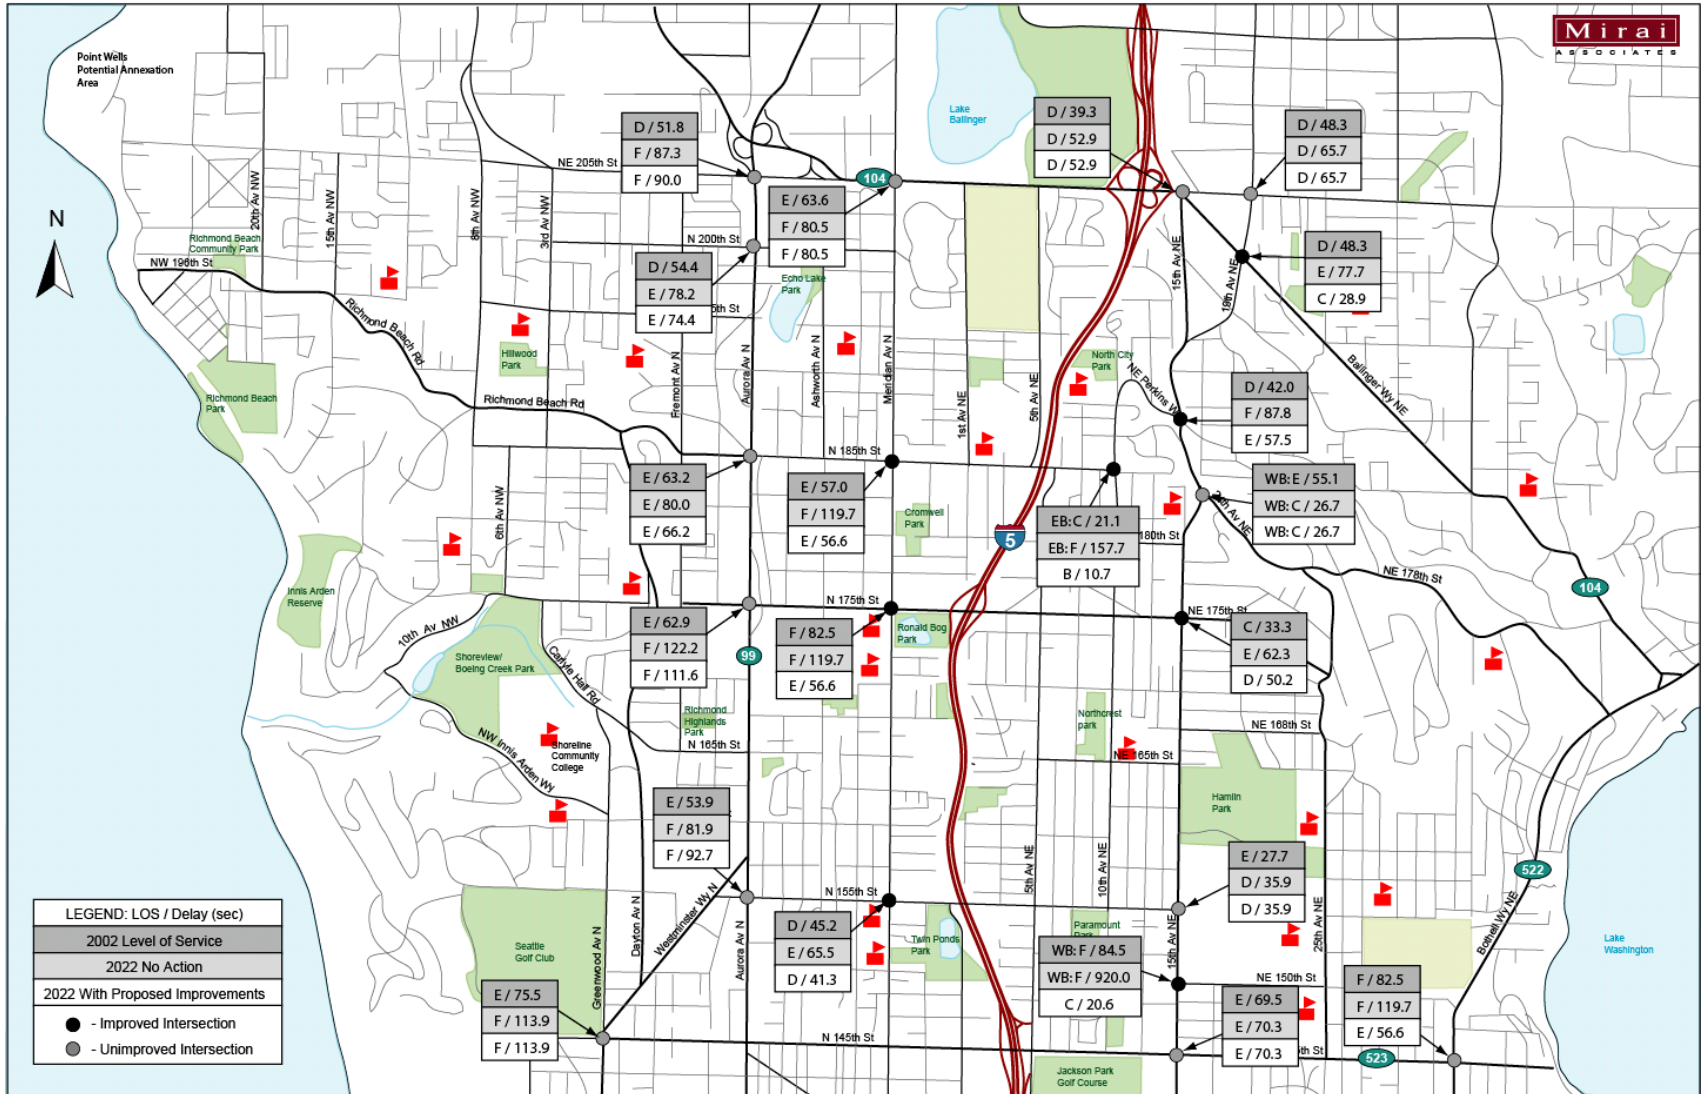 Mirai
ASSOCIATES
Point Wells
Potential Annexation
Area
Lake
Ballinger
D / 51.8
F / 87.3
F / 90.0
D / 39.3
D / 52.9
D / 52.9
D / 48.3
D / 65.7
D / 65.7
NE 205th St
104
E / 63.6
F / 80.5
F / 80.5
20th Av NW
15th Av NW
8th Av NW
3rd Av NW
N
Richmond Beach
Community Park
NW 196th St
N 200th St
D / 54.4
E / 78.2
E / 74.4
5th St
Echo Lake
Park
15th Av NE
19th Av NE
D / 48.3
E / 77.7
C / 28.9
Richmond Beach Rd
Hillwood
Park
Fremont Av N
Aurora Av N
Ashworth Av N
Meridian Av N
1st Av NE
5th Av NE
North City
Park
NE Perkins W
Ballinger Wy NE
D / 42.0
F / 87.8
E / 57.5
Richmond Beach
Park
Richmond Beach Rd
N 185th St
E / 63.2
E / 80.0
E / 66.2
E / 57.0
F / 119.7
E / 56.6
Cromwell
Park
WB: E / 55.1
WB: C / 26.7
WB: C / 26.7
24th Av NE
6th Av NW
5
EB: C / 21.1
EB: F / 157.7
B / 10.7
180th St
NE 178th St
104
Innis Arden
Reserve
N 175th St
NE 175th St
10th Av NW
E / 62.9
F / 122.2
F / 111.6
F / 82.5
F / 119.7
E / 56.6
Ronald Bog
Park
C / 33.3
E / 62.3
D / 50.2
99
Shoreview/
Boeing Creek Park
Carlyle Hall Rd
Richmond
Highlands
Park
Northcrest
park
NE 168th St
NW Innis Arden Wy
Shoreline
Community
College
N 165th St
NE 165th St
Hamlin
Park
E / 53.9
F / 81.9
F / 92.7
5th Av NE
10th Av NE
E / 27.7
D / 35.9
D / 35.9
522
N 155th St
Westminster Wy N
Dayton Av N
Greenwood Av N
Aurora Av N
D / 45.2
E / 65.5
D / 41.3
Twin Ponds
Park
Paramount
15th Av NE
25th Av NE
Bothell Wy NE
Lake
Washington
Seattle
Golf Club
WB: F / 84.5
WB: F / 920.0
C / 20.6
NE 150th St
E / 75.5
F / 113.9
F / 113.9
E / 69.5
E / 70.3
E / 70.3
F / 82.5
F / 119.7
E / 56.6
N 145th St
5th St
523
Jackson Park
Golf Course
LEGEND: LOS / Delay (sec)
2002 Level of Service
2022 No Action
2022 With Proposed Improvements
- Improved Intersection
- Unimproved Intersection